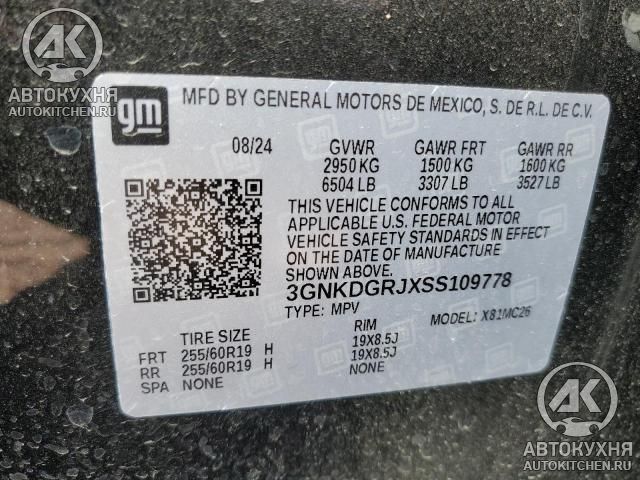 АК
АВТОКУХНЯ
AUTOKITCHEN.RU
gm
MFD BY GENERAL MOTORS DE MEXICO, S. DE R.L. DE C.V.
08/24 GVWR GAWR FRT GAWR RR
2950 KG 1500 KG 1600 KG
6504 LB 3307 LB 3527 LB
THIS VEHICLE CONFORMS TO ALL
APPLICABLE U.S. FEDERAL MOTOR
VEHICLE SAFETY STANDARDS IN EFFECT
ON THE DATE OF MANUFACTURE
SHOWN ABOVE.
3GNKDGRJXSS109778
TYPE: MPV MODEL: X81MC26
TIRE SIZE RIM
FRT 255/60R19 H 19X8.5J
RR 255/60R19 H 19X8.5J
SPA NONE NONE
АК
АВТОКУХНЯ
AUTOKITCHEN.RU